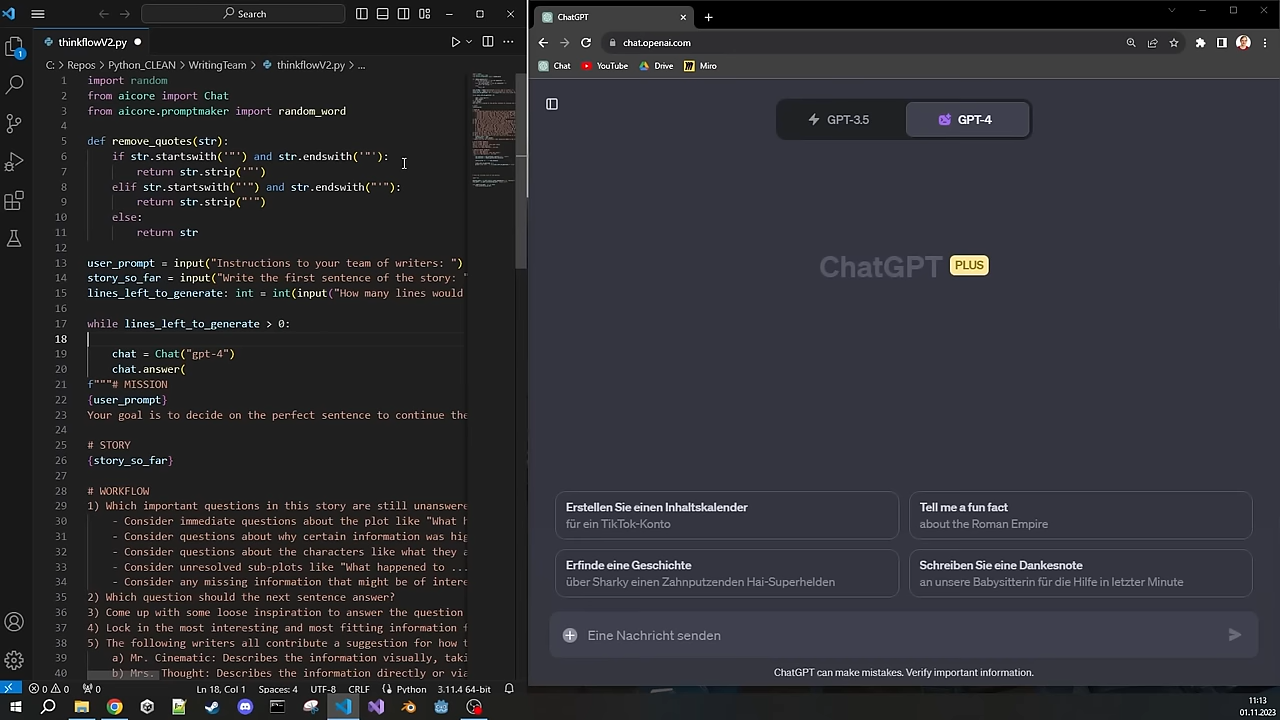 Search
thinkflowV2.py
C: > Repos > Python_CLEAN > WritingTeam > thinkflowV2.py > ...
1 import random
2 from aicore import Chat
3 from aicore.promptmaker import random_word
4
5 def remove_quotes(str):
6 if str.startswith('"') and str.endswith('"'):
7 return str.strip('"')
8 elif str.startswith("'") and str.endswith("'"):
9 return str.strip("'")
10 else:
11 return str
12
13 user_prompt = input("Instructions to your team of writers: ")
14 story_so_far = input("Write the first sentence of the story: "
15 lines_left_to_generate: int = int(input("How many lines would
16
17 while lines_left_to_generate > 0:
18
19 chat = Chat("gpt-4")
20 chat.answer(
21 f"""# MISSION
22 {user_prompt}
23 Your goal is to decide on the perfect sentence to continue the
24
25 # STORY
26 {story_so_far}
27
28 # WORKFLOW
29 1) Which important questions in this story are still unanswere
30 - Consider immediate questions about the plot like "What h
31 - Consider questions about why certain information was hig
32 - Consider questions about the characters like what they a
33 - Consider unresolved sub-plots like "What happened to ...
34 - Consider any missing information that might be of intere
35 2) Which question should the next sentence answer?
36 3) Come up with some loose inspiration to answer the question
37 4) Lock in the most interesting and most fitting information f
38 5) The following writers all contribute a suggestion for how t
39 a) Mr. Cinematic: Describes the information visually, taki
40 b) Mrs. Thought: Describes the information directly or via
1
0 0 0 Ln 18, Col 1 Spaces: 4 UTF-8 CRLF Python 3.11.4 64-bit
ChatGPT
chat.openai.com
Chat YouTube Drive Miro
GPT-3.5 GPT-4
ChatGPT PLUS
Erstellen Sie einen Inhaltskalender
für ein TikTok-Konto
Tell me a fun fact
about the Roman Empire
Erfinde eine Geschichte
über Sharky einen Zahnputzenden Hai-Superhelden
Schreiben Sie eine Dankesnote
an unsere Babysitterin für die Hilfe in letzter Minute
Eine Nachricht senden
ChatGPT can make mistakes. Verify important information.
11:13
01.11.2023